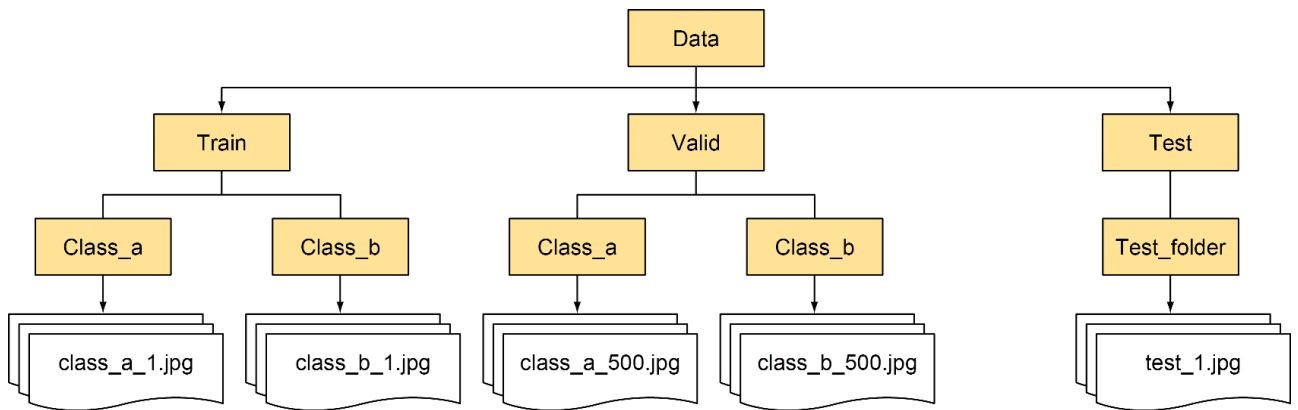 Data
Train
Valid
Test
Class_a
Class_b
Class_a
Class_b
Test_folder
class_a_1.jpg
class_b_1.jpg
class_a_500.jpg
class_b_500.jpg
test_1.jpg